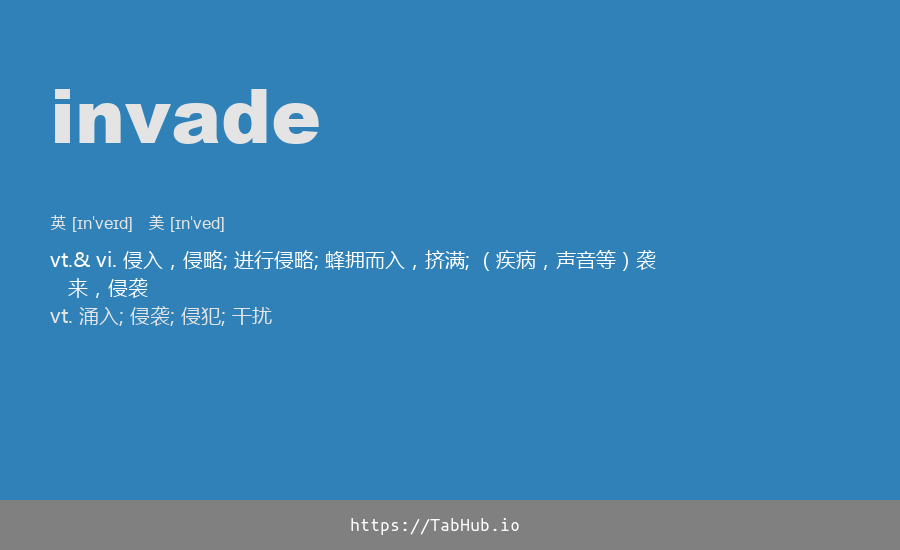 invade
英 [ɪnˈveɪd] 美 [ɪnˈved]
vt.& vi. 侵入，侵略; 进行侵略; 蜂拥而入，挤满; （疾病，声音等）袭
来，侵袭
vt. 涌入; 侵袭; 侵犯; 干扰
https://TabHub.io